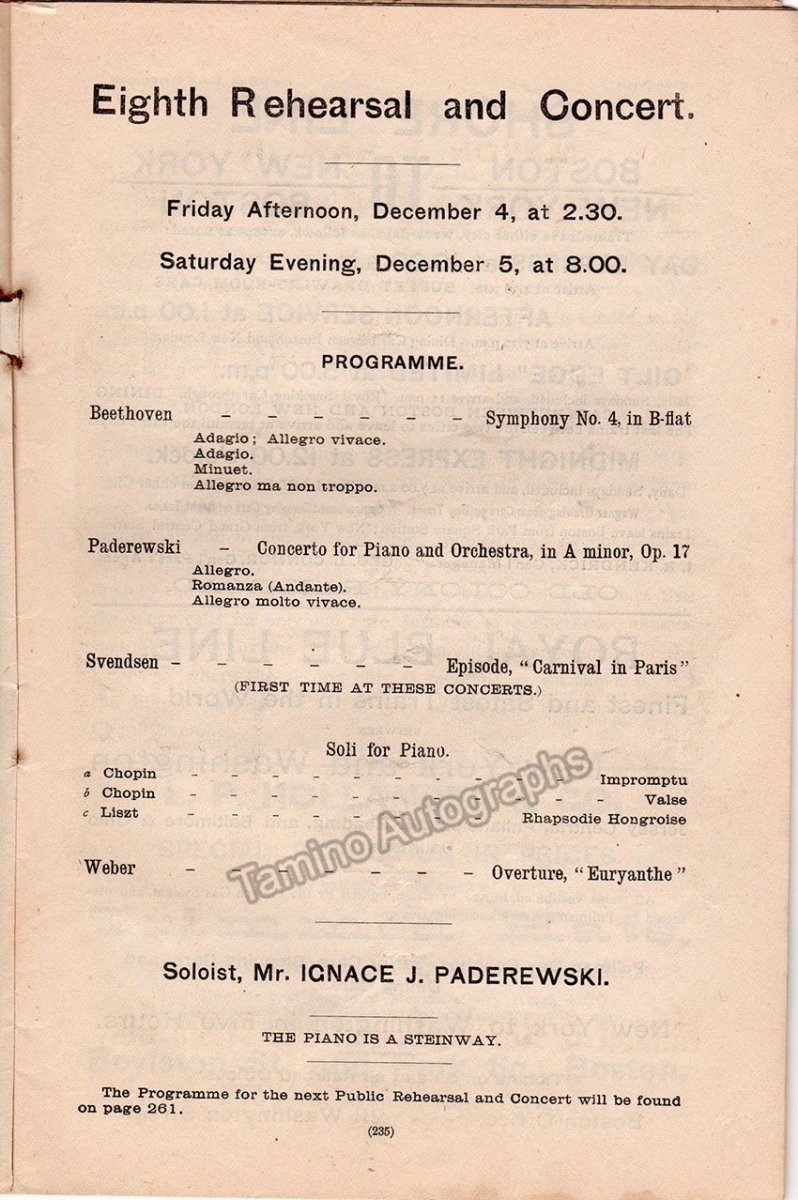 Eighth Rehearsal and Concert.
Friday Afternoon, December 4, at 2.30.
Saturday Evening, December 5, at 8.00.
PROGRAMME.
Beethoven - - - - - - - Symphony No. 4, in B-flat
Adagio; Allegro vivace.
Adagio.
Minuet.
Allegro ma non troppo.
Paderewski - Concerto for Piano and Orchestra, in A minor, Op. 17
Allegro.
Romanza (Andante).
Allegro molto vivace.
Svendsen - - - - - - Episode, "Carnival in Paris"
(FIRST TIME AT THESE CONCERTS.)
Soli for Piano.
a Chopin - - - - - - - - - - Impromptu
b Chopin - - - - - - - - - - Valse
c Liszt - - - - - - - - Rhapsodie Hongroise
Tamino Autographs
Weber - - - - - - - Overture, "Euryanthe"
Soloist, Mr. IGNACE J. PADEREWSKI.
THE PIANO IS A STEINWAY.
The Programme for the next Public Rehearsal and Concert will be found
on page 261.
(235)